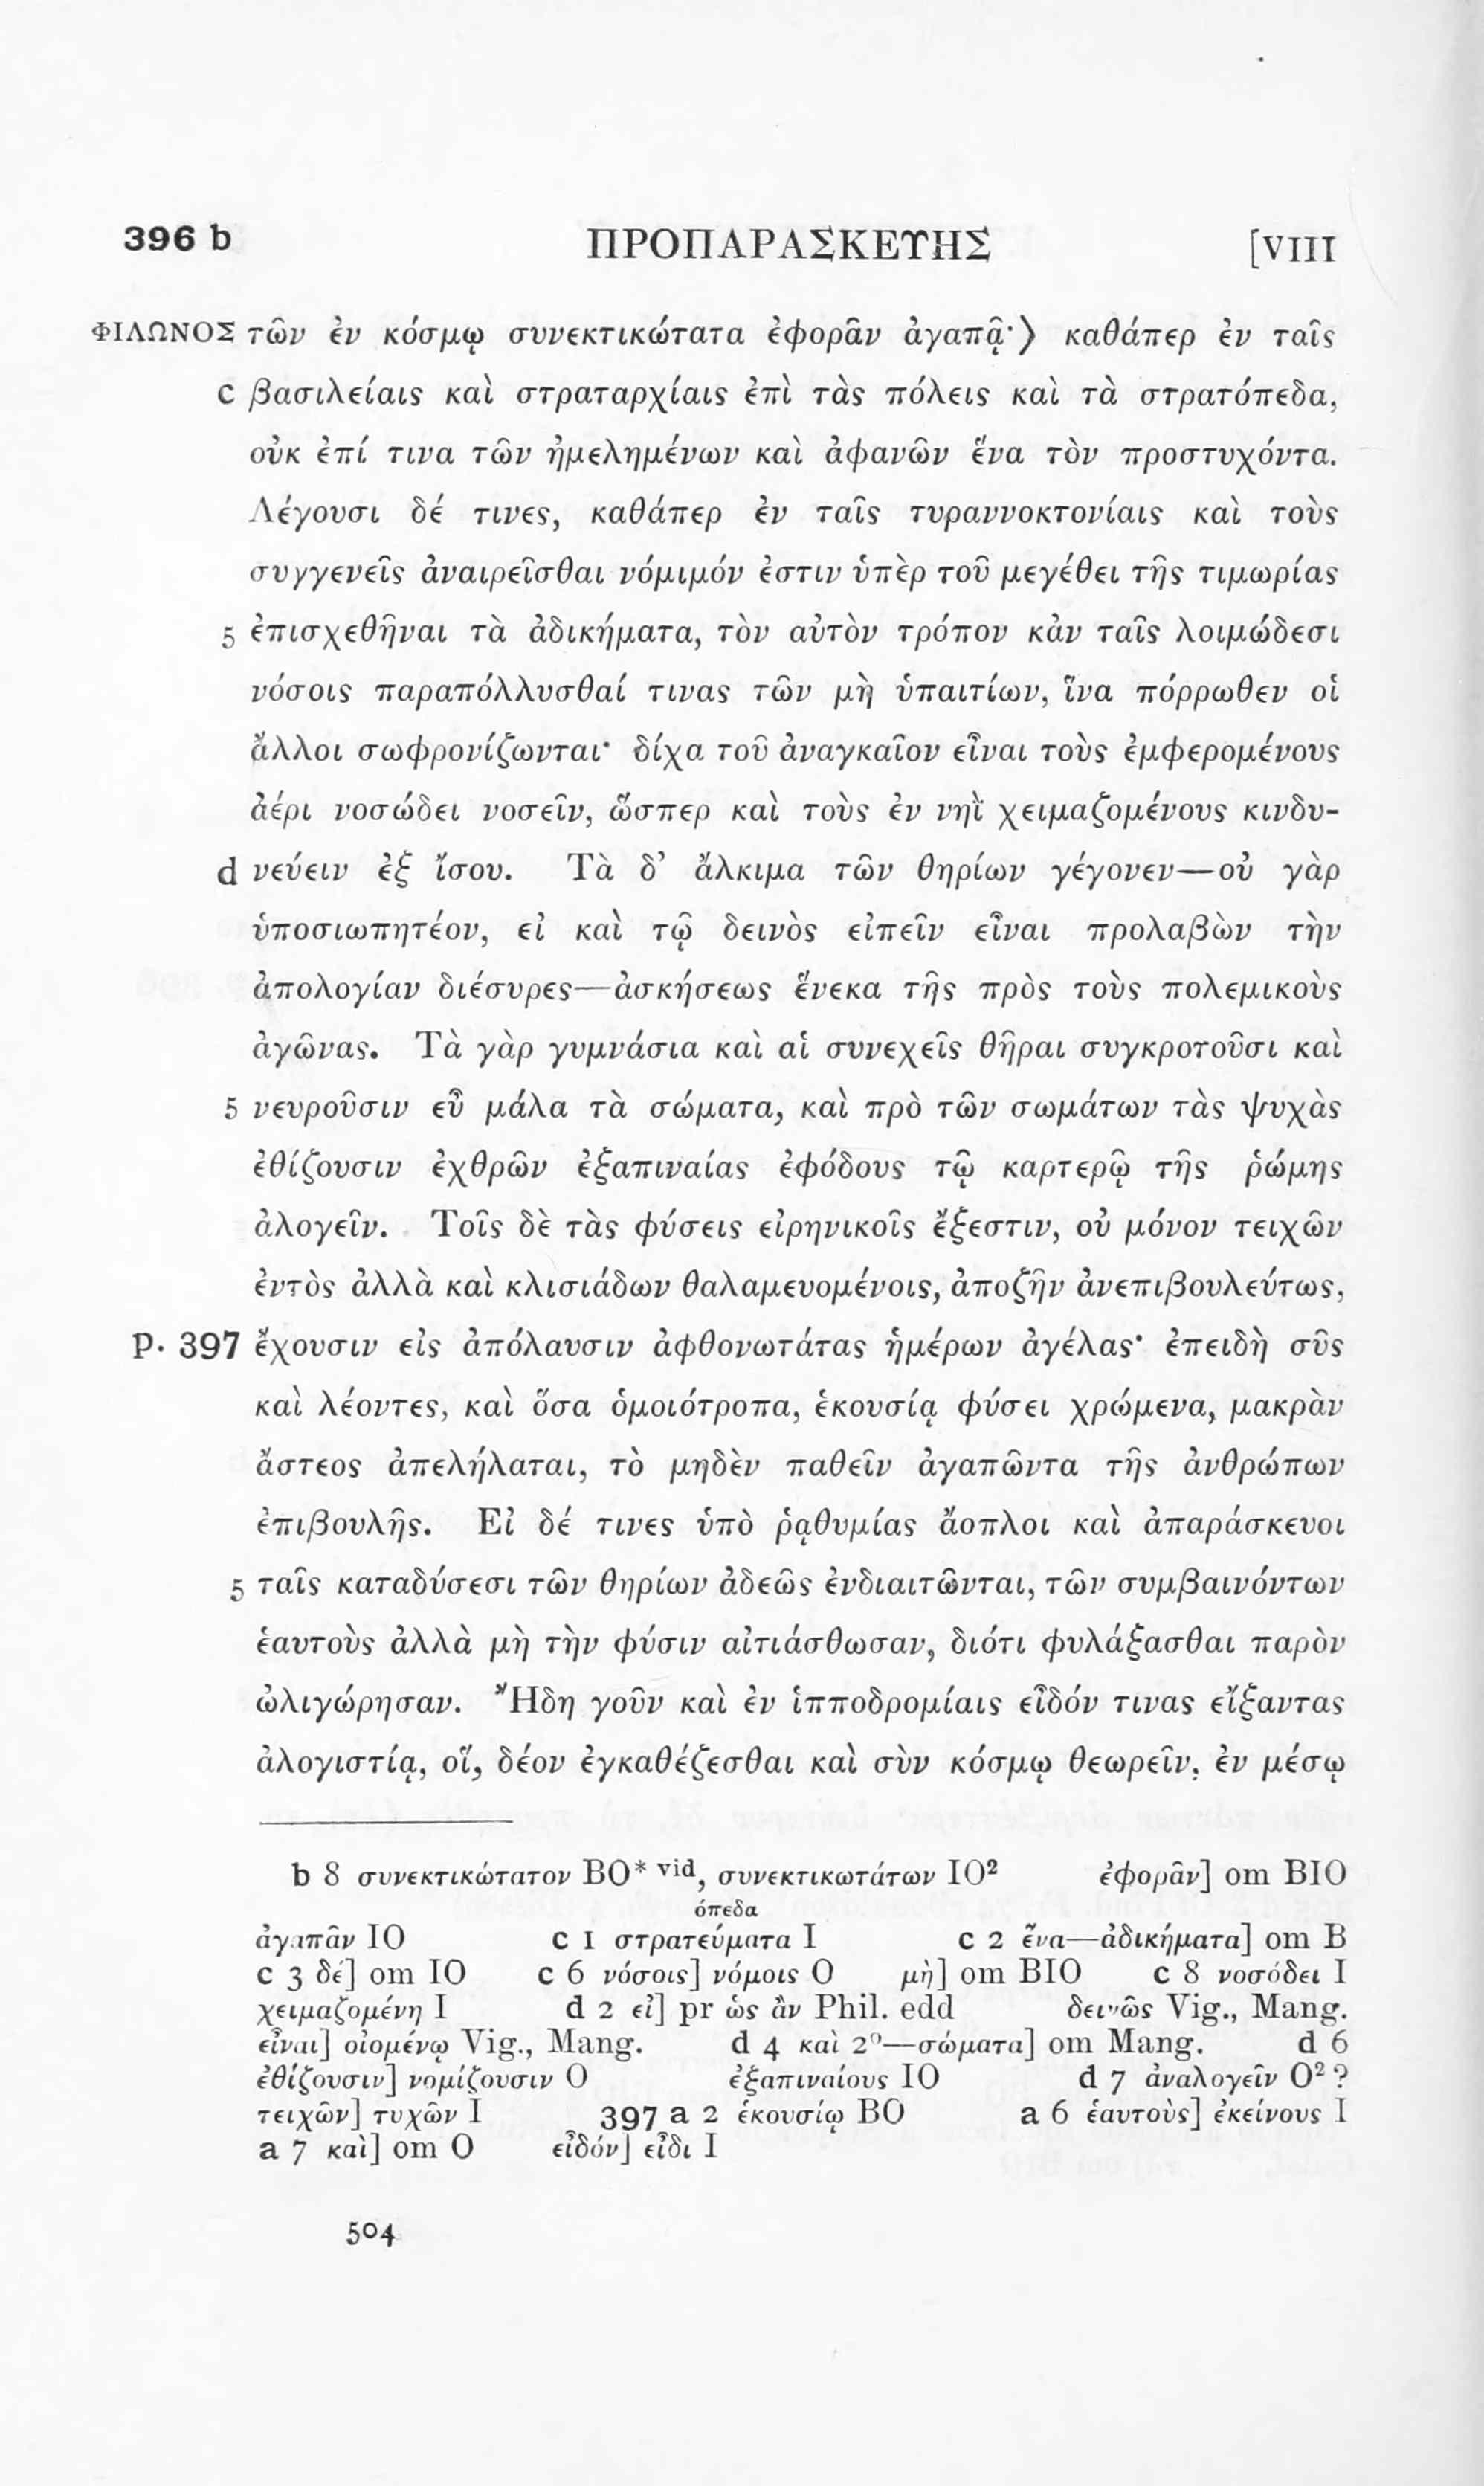 396 b ΠΡΟΠΑΡΑΣΚΕΥΗΣ [VIII
ΦΙΛΩΝΟΣ τῶν ἐν κόσμῳ συνεκτικώτατα ἐφορᾶν ἀγαπᾷ·⟩ καθάπερ ἐν ταῖς
c βασιλείαις καὶ στραταρχίαις ἐπὶ τὰς πόλεις καὶ τὰ στρατόπεδα,
οὐκ ἐπί τινα τῶν ἠμελημένων καὶ ἀφανῶν ἕνα τὸν προστυχόντα.
Λέγουσι δέ τινες, καθάπερ ἐν ταῖς τυραννοκτονίαις καὶ τοὺς
συγγενεῖς ἀναιρεῖσθαι νόμιμόν ἐστιν ὑπὲρ τοῦ μεγέθει τῆς τιμωρίας
5 ἐπισχεθῆναι τὰ ἀδικήματα, τὸν αὐτὸν τρόπον κἀν ταῖς λοιμώδεσι
νόσοις παραπόλλυσθαί τινας τῶν μὴ ὑπαιτίων, ἵνα πόρρωθεν οἱ
ἄλλοι σωφρονίζωνται· δίχα τοῦ ἀναγκαῖον εἶναι τοὺς ἐμφερομένους
ἀέρι νοσώδει νοσεῖν, ὥσπερ καὶ τοὺς ἐν νηῒ χειμαζομένους κινδυ-
d νεύειν ἐξ ἴσου. Τὰ δ’ ἄλκιμα τῶν θηρίων γέγονεν—οὐ γὰρ
ὑποσιωπητέον, εἰ καὶ τῷ δεινὸς εἰπεῖν εἶναι προλαβὼν τὴν
ἀπολογίαν διέσυρες—ἀσκήσεως ἕνεκα τῆς πρὸς τοὺς πολεμικοὺς
ἀγῶνας. Τὰ γὰρ γυμνάσια καὶ αἱ συνεχεῖς θῆραι συγκροτοῦσι καὶ
5 νευροῦσιν εὖ μάλα τὰ σώματα, καὶ πρὸ τῶν σωμάτων τὰς ψυχὰς
ἐθίζουσιν ἐχθρῶν ἐξαπιναίας ἐφόδους τῷ καρτερῷ τῆς ῥώμης
ἀλογεῖν. Τοῖς δὲ τὰς φύσεις εἰρηνικοῖς ἔξεστιν, οὐ μόνον τειχῶν
ἐντὸς ἀλλὰ καὶ κλισιάδων θαλαμευομένοις, ἀποζῆν ἀνεπιβουλεύτως,
p. 397 ἔχουσιν εἰς ἀπόλαυσιν ἀφθονωτάτας ἡμέρων ἀγέλας· ἐπειδὴ σῦς
καὶ λέοντες, καὶ ὅσα ὁμοιότροπα, ἑκουσίᾳ φύσει χρώμενα, μακρὰν
ἄστεος ἀπελήλαται, τὸ μηδὲν παθεῖν ἀγαπῶντα τῆς ἀνθρώπων
ἐπιβουλῆς. Εἰ δέ τινες ὑπὸ ῥᾳθυμίας ἄοπλοι καὶ ἀπαράσκευοι
5 ταῖς καταδύσεσι τῶν θηρίων ἀδεῶς ἐνδιαιτῶνται, τῶν συμβαινόντων
ἑαυτοὺς ἀλλὰ μὴ τὴν φύσιν αἰτιάσθωσαν, διότι φυλάξασθαι παρὸν
ὠλιγώρησαν. Ἤδη γοῦν καὶ ἐν ἱπποδρομίαις εἶδόν τινας εἴξαντας
ἀλογιστίᾳ, οἵ, δέον ἐγκαθέζεσθαι καὶ σὺν κόσμῳ θεωρεῖν, ἐν μέσῳ
b 8 συνεκτικώτατον BO* vid, συνεκτικωτάτων IO² ἐφορᾶν] om BIO
όπεδα
ἀγαπᾶν IO c 1 στρατεύματα I c 2 ἕνα—ἀδικήματα] om B
c 3 δέ] om IO c 6 νόσοις] νόμοις O μὴ] om BIO c 8 νοσόδει I
χειμαζομένη I d 2 εἰ] pr ὡς ἂν Phil. edd δεινῶς Vig., Mang.
εἶναι] οἰομένῳ Vig., Mang. d 4 καὶ 2⁰—σώματα] om Mang. d 6
ἐθίζουσιν] νομίζουσιν O ἐξαπιναίους IO d 7 ἀναλογεῖν O² ?
τειχῶν] τυχῶν I 397 a 2 ἑκουσίῳ BO a 6 ἑαυτοὺς] ἐκείνους I
a 7 καὶ] om O εἶδόν] εἶδι I
504